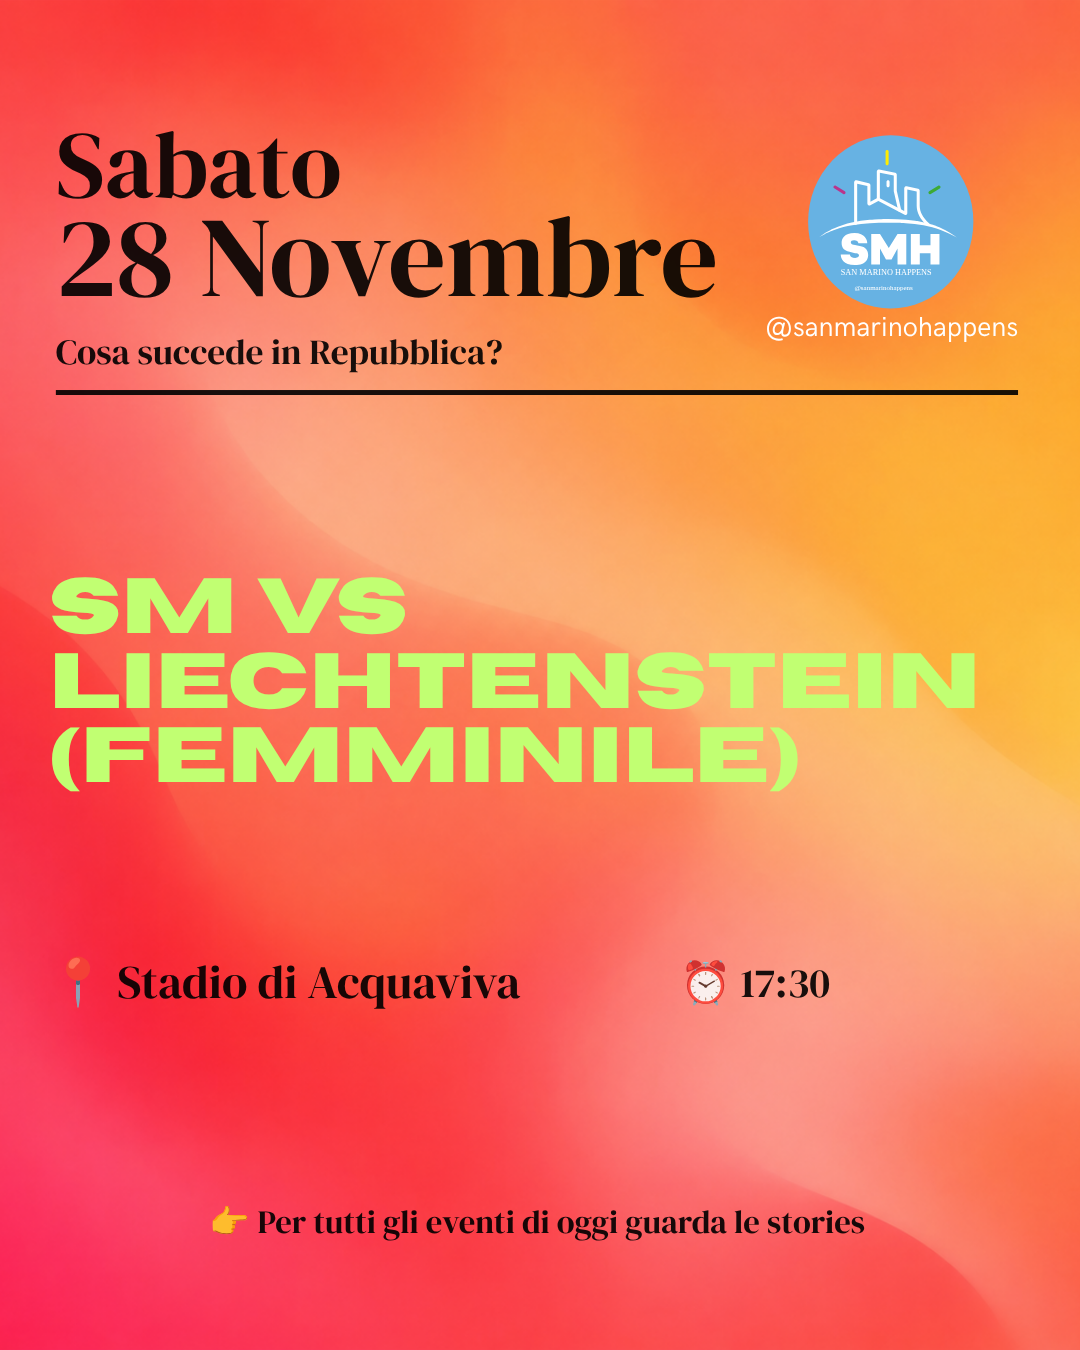 Sabato
28 Novembre
Cosa succede in Repubblica?
SMH
SAN MARINO HAPPENS
@sanmarinohappens
@sanmarinohappens
SM VS
LIECHTENSTEIN
(FEMMINILE)
Stadio di Acquaviva
17:30
Per tutti gli eventi di oggi guarda le stories